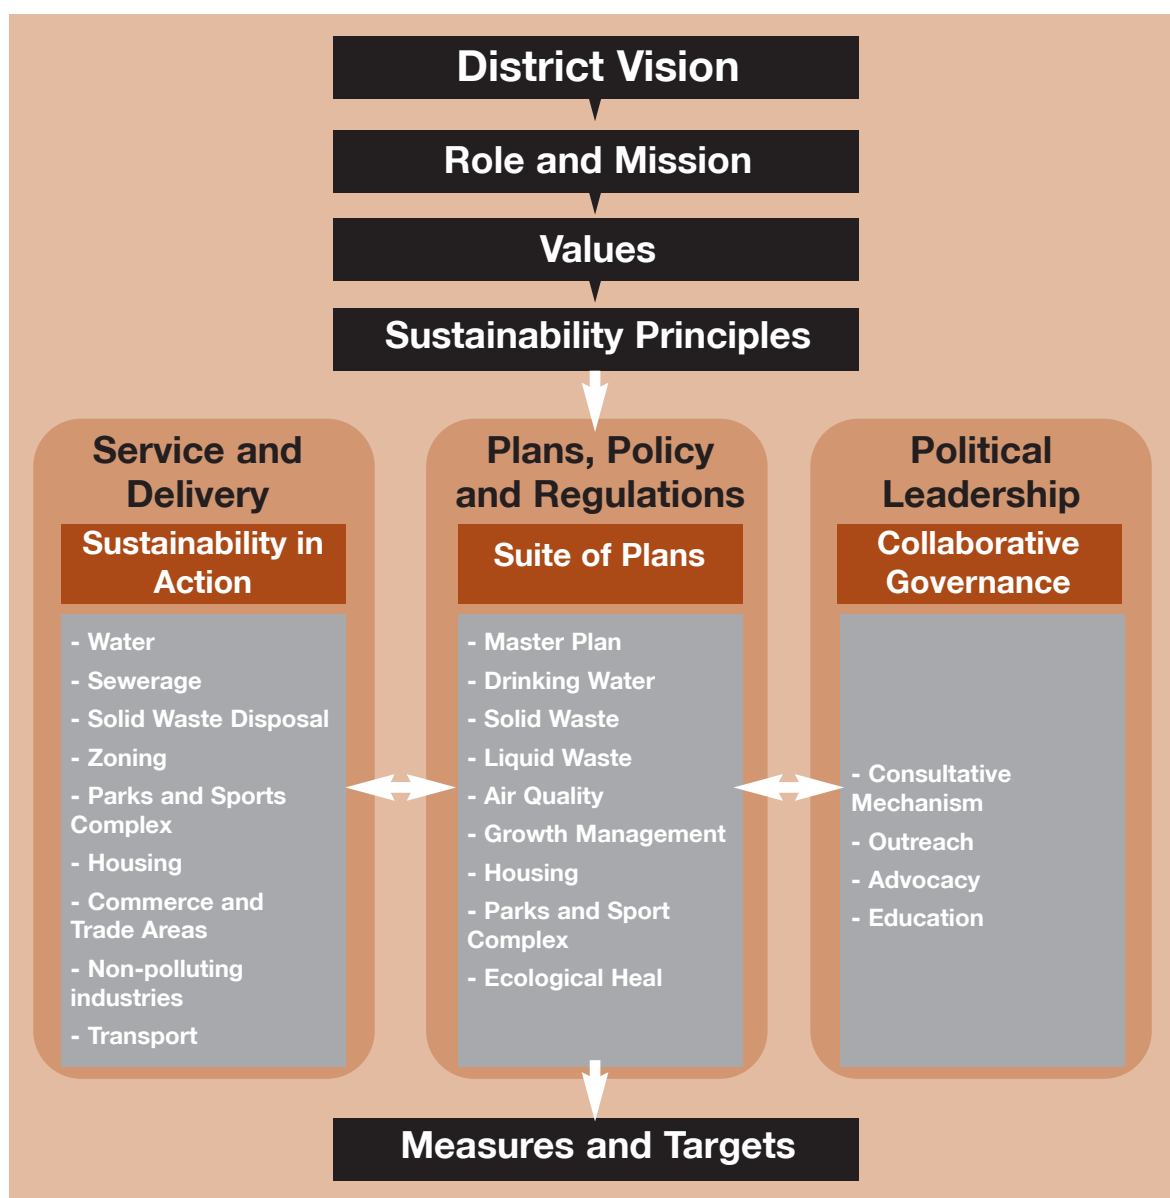 District Vision
Role and Mission
Values
Sustainability Principles
Service and
Delivery
Sustainability in
Action
- Water
- Sewerage
- Solid Waste Disposal
- Zoning
- Parks and Sports
Complex
- Housing
- Commerce and
Trade Areas
- Non-polluting
industries
- Transport
Plans, Policy
and Regulations
Suite of Plans
- Master Plan
- Drinking Water
- Solid Waste
- Liquid Waste
- Air Quality
- Growth Management
- Housing
- Parks and Sport
Complex
- Ecological Heal
Political
Leadership
Collaborative
Governance
- Consultative
Mechanism
- Outreach
- Advocacy
- Education
Measures and Targets